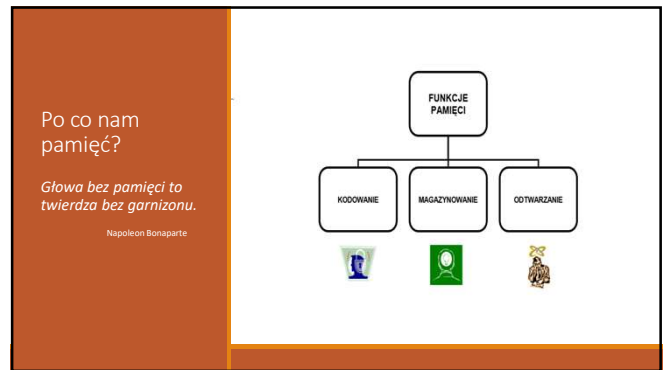 Po co nam
pamięć?
Głowa bez pamięci to
twierdza bez garnizonu.
Napoleon Bonaparte
FUNKCJE
PAMIĘCI
KODOWANIE
MAGAZYNOWANIE
ODTWARZANIE